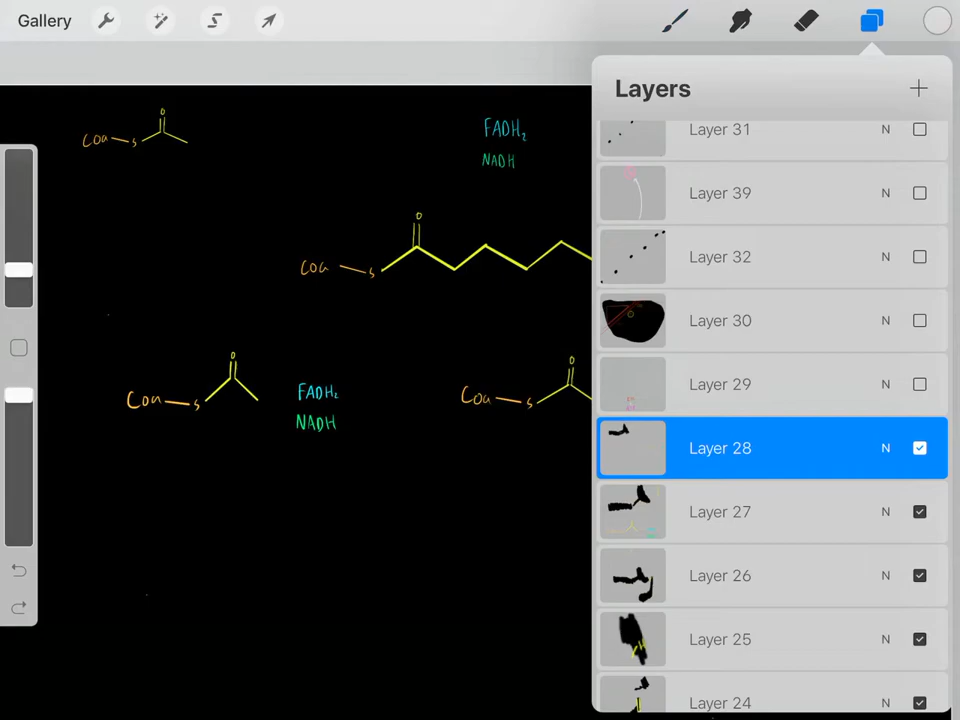 Gallery
Layers
Layer 31 N
Layer 39 N
Layer 32 N
Layer 30 N
Layer 29 N
Layer 28 N
Layer 27 N
Layer 26 N
Layer 25 N
Layer 24 N
Coa S O
FADH2
NADH
Coa S O
Coa S O
FADH2
NADH
Coa S O